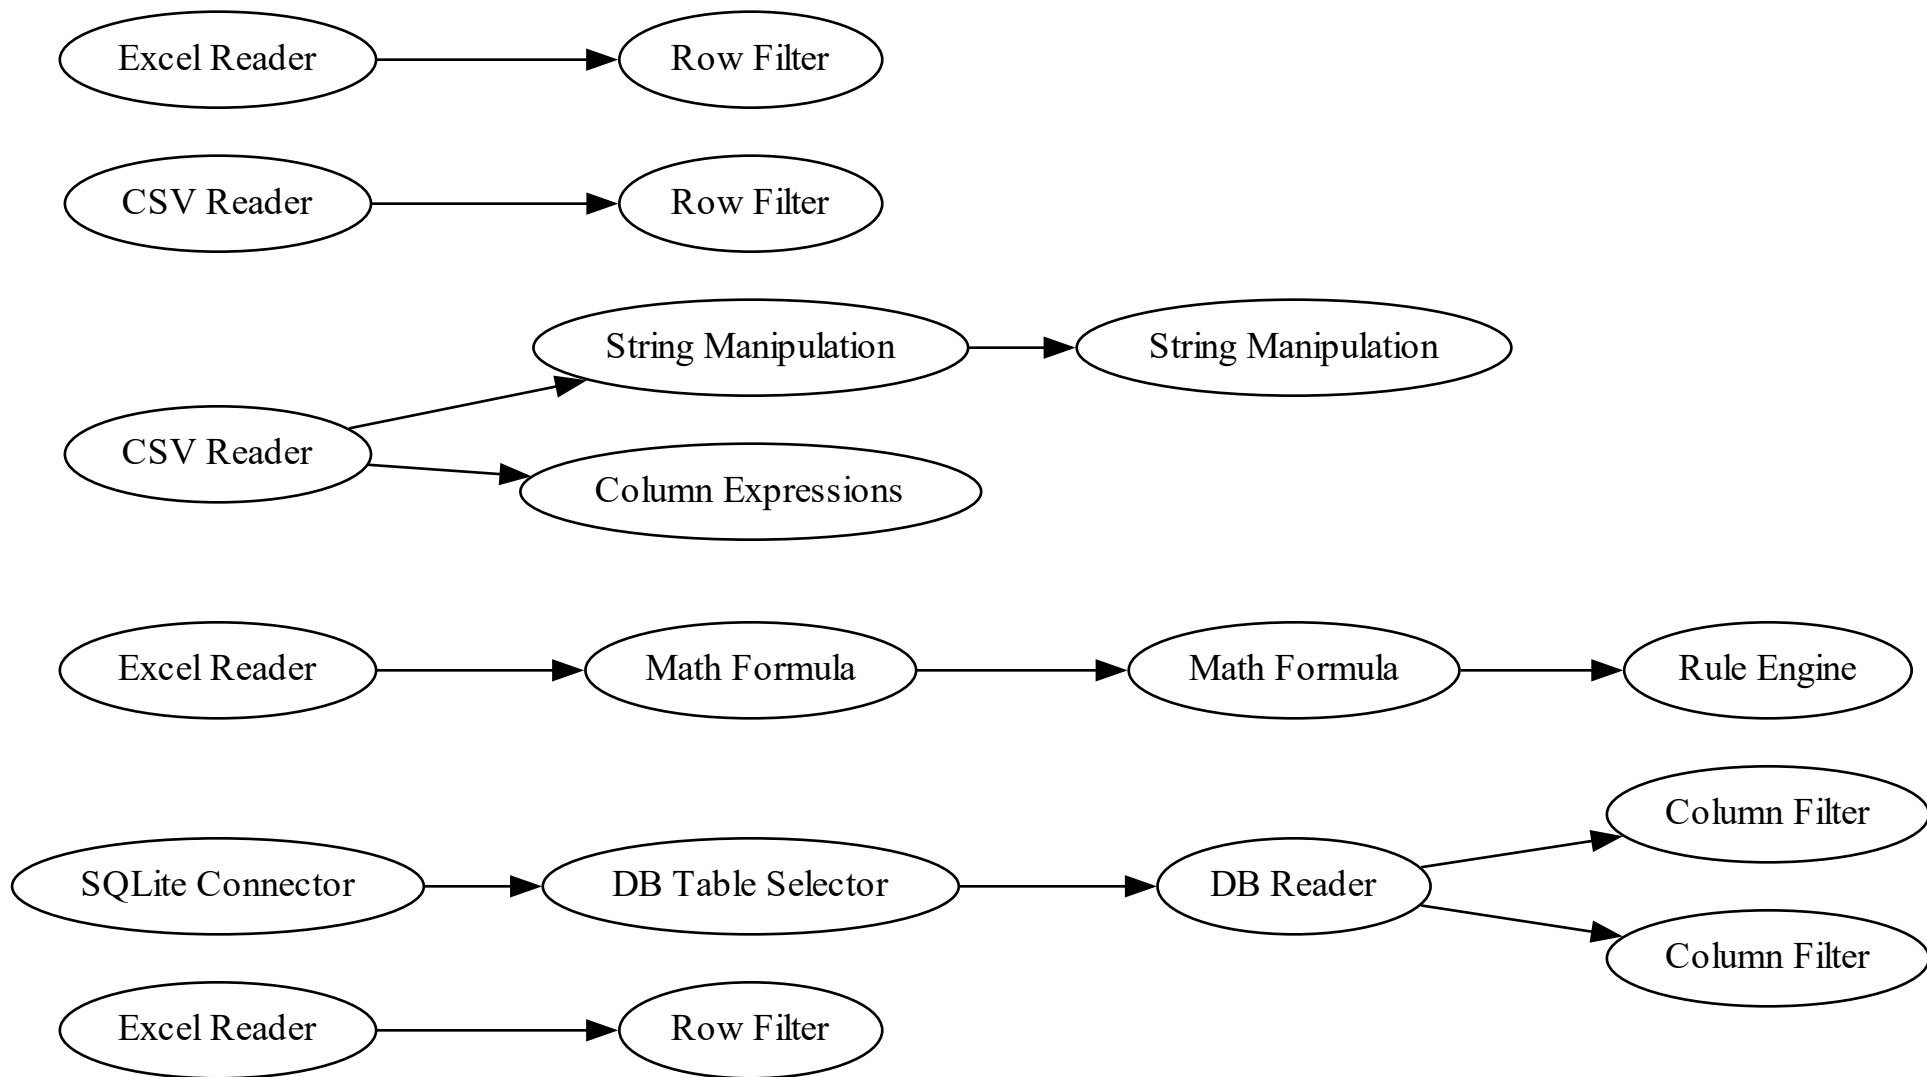 Excel Reader
Row Filter
CSV Reader
Row Filter
String Manipulation
String Manipulation
CSV Reader
Column Expressions
Excel Reader
Math Formula
Math Formula
Rule Engine
Column Filter
SQLite Connector
DB Table Selector
DB Reader
Column Filter
Excel Reader
Row Filter